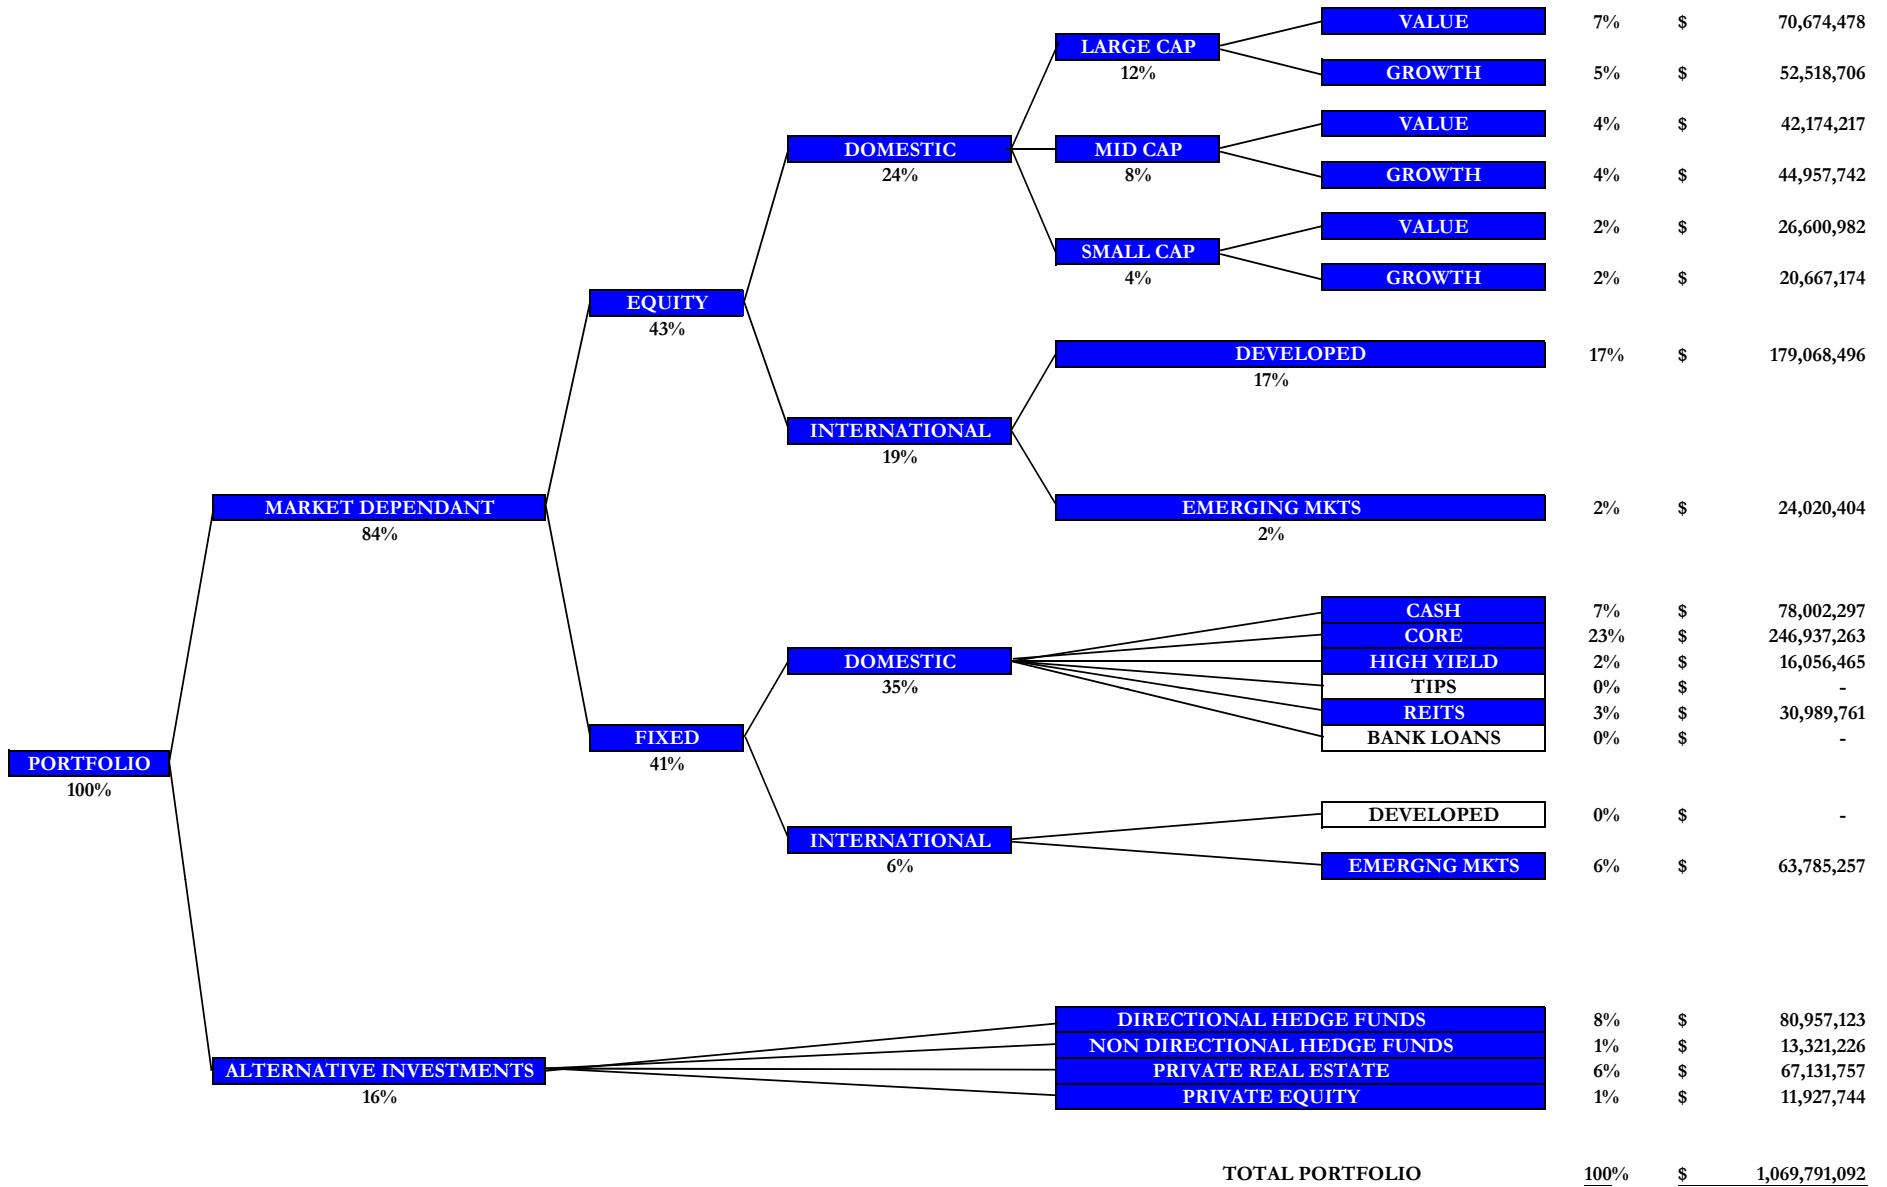 VALUE 7% $ 70,674,478
LARGE CAP
12%
GROWTH 5% $ 52,518,706
VALUE 4% $ 42,174,217
DOMESTIC MID CAP
24% 8%
GROWTH 4% $ 44,957,742
VALUE 2% $ 26,600,982
SMALL CAP
4%
GROWTH 2% $ 20,667,174
EQUITY
43%
DEVELOPED 17% $ 179,068,496
17%
INTERNATIONAL
19%
MARKET DEPENDANT EMERGING MKTS 2% $ 24,020,404
84% 2%
CASH 7% $ 78,002,297
CORE 23% $ 246,937,263
DOMESTIC HIGH YIELD 2% $ 16,056,465
35% TIPS 0% $ -
REITS 3% $ 30,989,761
FIXED BANK LOANS 0% $ -
PORTFOLIO 41%
100%
DEVELOPED 0% $ -
INTERNATIONAL
6% EMERGNG MKTS 6% $ 63,785,257
DIRECTIONAL HEDGE FUNDS 8% $ 80,957,123
NON DIRECTIONAL HEDGE FUNDS 1% $ 13,321,226
ALTERNATIVE INVESTMENTS PRIVATE REAL ESTATE 6% $ 67,131,757
16% PRIVATE EQUITY 1% $ 11,927,744
TOTAL PORTFOLIO 100% $ 1,069,791,092